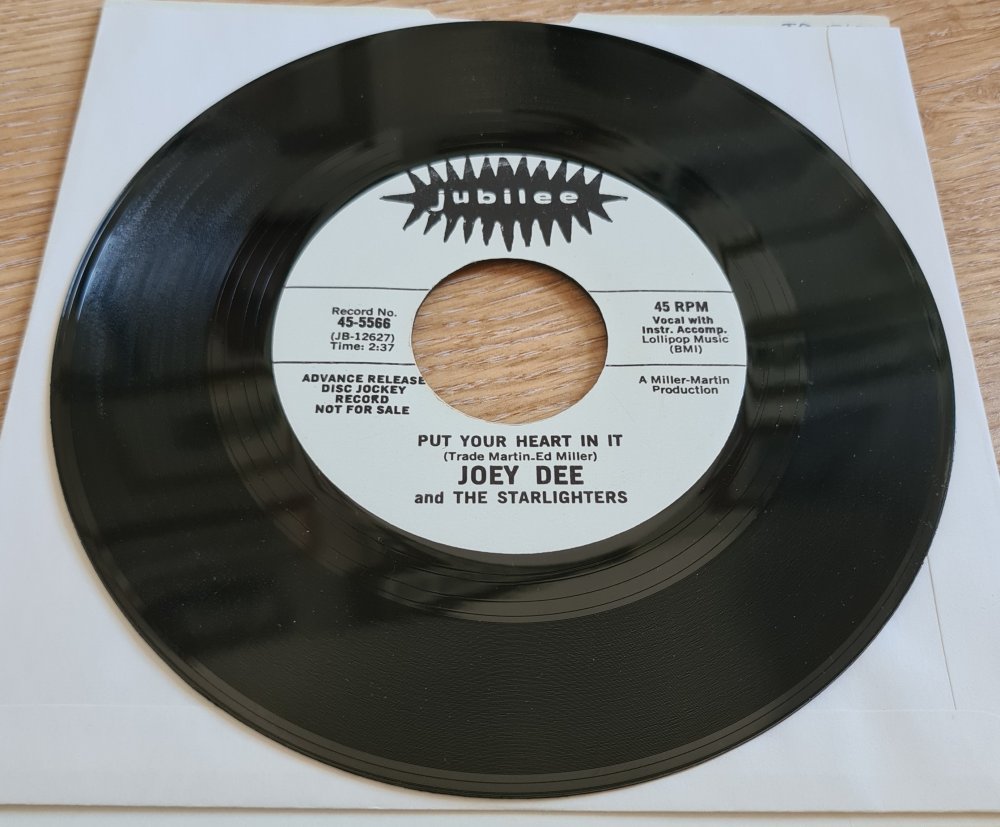 jubilee
Record No.
45-5566
(JB-12627)
Time: 2:37
45 RPM
Vocal with
Instr. Accomp.
Lollipop Music
(BMI)
ADVANCE RELEASE
DISC JOCKEY
RECORD
NOT FOR SALE
A Miller-Martin
Production
PUT YOUR HEART IN IT
(Trade Martin-Ed Miller)
JOEY DEE
and THE STARLIGHTERS